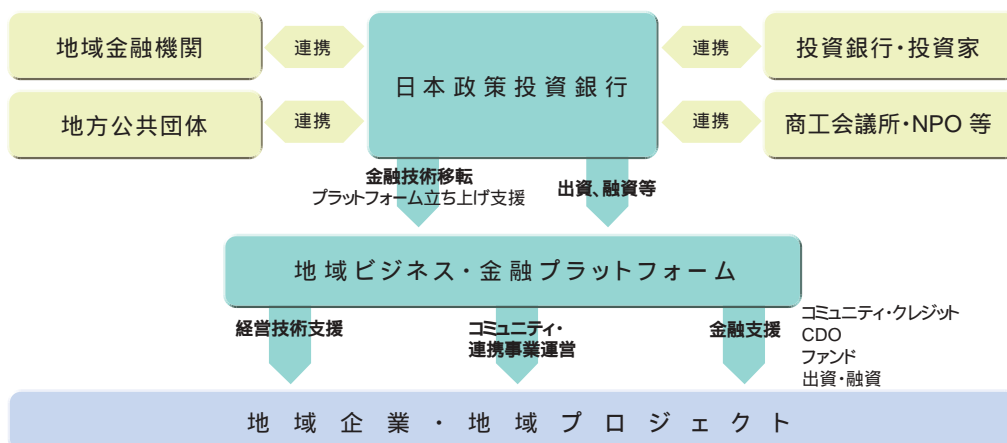 地域金融機関
連携
日本政策投資銀行
連携
投資銀行・投資家
地方公共団体
連携
連携
商工会議所・NPO 等
金融技術移転
プラットフォーム立ち上げ支援
出資、融資等
地域ビジネス・金融プラットフォーム
経営技術支援
コミュニティ・
連携事業運営
金融支援
コミュニティ・クレジット
CDO
ファンド
出資・融資
地域企業・地域プロジェクト